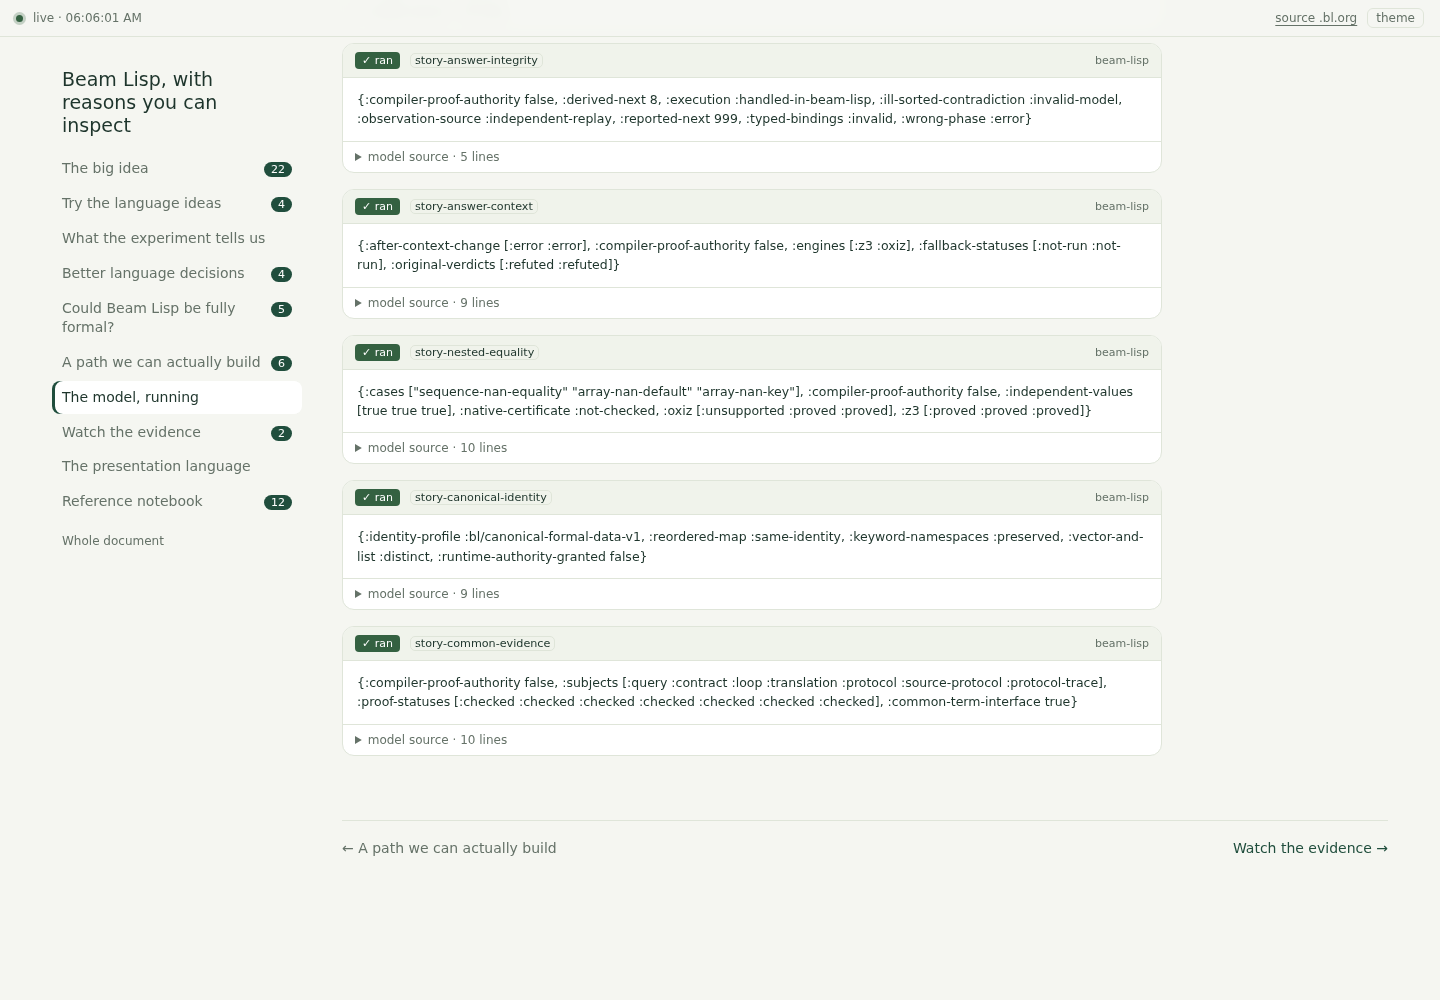 live · 06:06:01 AM
source .bl.org
theme
Beam Lisp, with
reasons you can
inspect
The big idea
22
Try the language ideas
4
What the experiment tells us
Better language decisions
4
Could Beam Lisp be fully
formal?
5
A path we can actually build
6
The model, running
Watch the evidence
2
The presentation language
Reference notebook
12
Whole document
✓ ran
story-answer-integrity
beam-lisp
{:compiler-proof-authority false, :derived-next 8, :execution :handled-in-beam-lisp, :ill-sorted-contradiction :invalid-model,
:observation-source :independent-replay, :reported-next 999, :typed-bindings :invalid, :wrong-phase :error}
▶ model source · 5 lines
✓ ran
story-answer-context
beam-lisp
{:after-context-change [:error :error], :compiler-proof-authority false, :engines [:z3 :oxiz], :fallback-statuses [:not-run :not-
run], :original-verdicts [:refuted :refuted]}
▶ model source · 9 lines
✓ ran
story-nested-equality
beam-lisp
{:cases ["sequence-nan-equality" "array-nan-default" "array-nan-key"], :compiler-proof-authority false, :independent-values
[true true true], :native-certificate :not-checked, :oxiz [:unsupported :proved :proved], :z3 [:proved :proved :proved]}
▶ model source · 10 lines
✓ ran
story-canonical-identity
beam-lisp
{:identity-profile :bl/canonical-formal-data-v1, :reordered-map :same-identity, :keyword-namespaces :preserved, :vector-and-
list :distinct, :runtime-authority-granted false}
▶ model source · 9 lines
✓ ran
story-common-evidence
beam-lisp
{:compiler-proof-authority false, :subjects [:query :contract :loop :translation :protocol :source-protocol :protocol-trace],
:proof-statuses [:checked :checked :checked :checked :checked :checked :checked], :common-term-interface true}
▶ model source · 10 lines
← A path we can actually build
Watch the evidence →